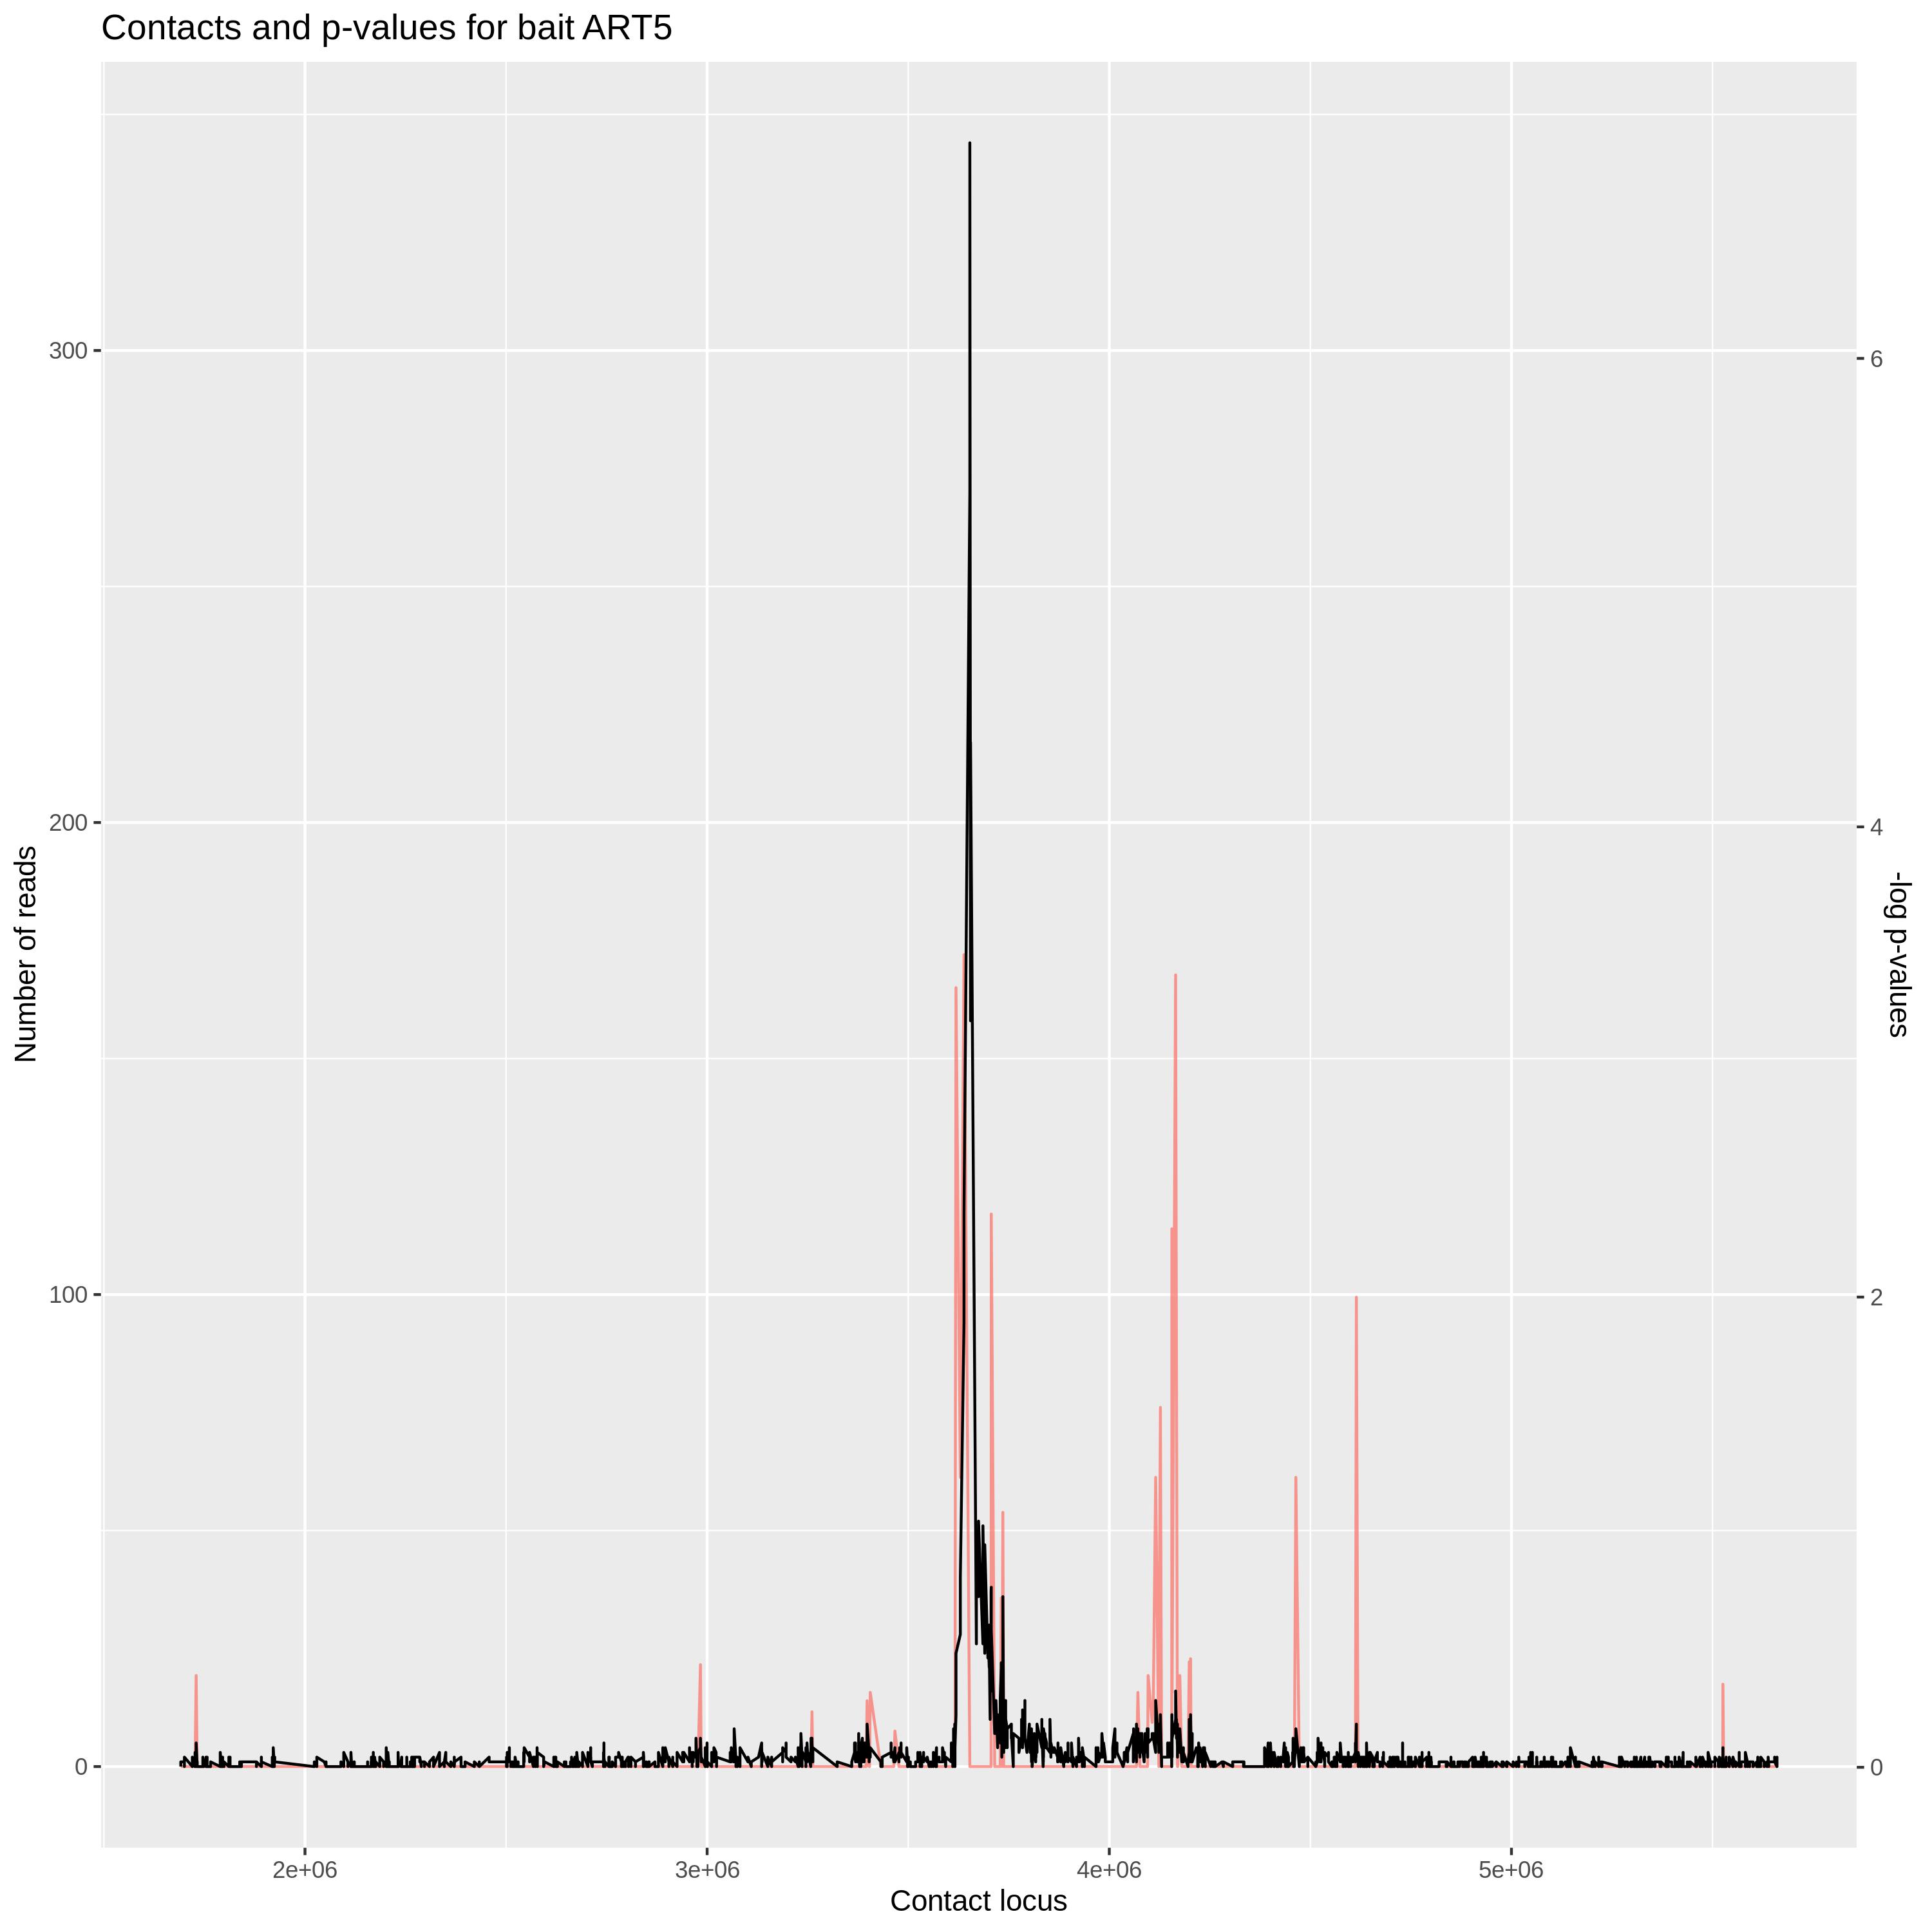 Contacts and p-values for bait ART5
Number of reads
300
200
100
0
6
4
2
0
-log p-values
2e+06
3e+06
4e+06
5e+06
Contact locus